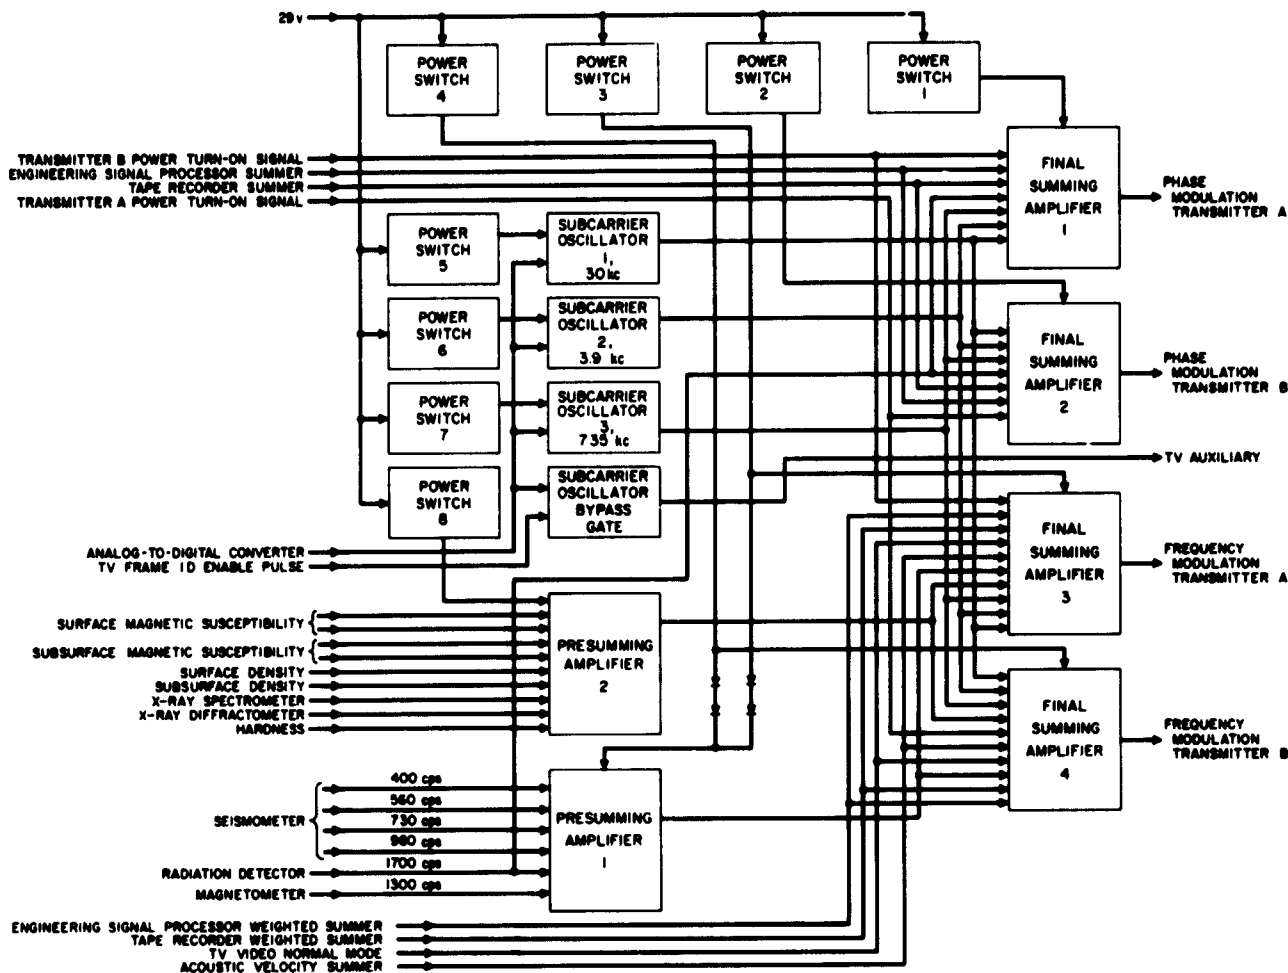 29 v
POWER
SWITCH
4
POWER
SWITCH
3
POWER
SWITCH
2
POWER
SWITCH
1
TRANSMITTER B POWER TURN-ON SIGNAL
ENGINEERING SIGNAL PROCESSOR SUMMER
TAPE RECORDER SUMMER
TRANSMITTER A POWER TURN-ON SIGNAL
FINAL
SUMMING
AMPLIFIER
1
PHASE
MODULATION
TRANSMITTER A
POWER
SWITCH
5
SUBCARRIER
OSCILLATOR
1,
30 kc
POWER
SWITCH
6
SUBCARRIER
OSCILLATOR
2,
3.9 kc
FINAL
SUMMING
AMPLIFIER
2
PHASE
MODULATION
TRANSMITTER B
POWER
SWITCH
7
SUBCARRIER
OSCILLATOR
3,
7.35 kc
TV AUXILIARY
POWER
SWITCH
8
SUBCARRIER
OSCILLATOR
BYPASS
GATE
ANALOG-TO-DIGITAL CONVERTER
TV FRAME ID ENABLE PULSE
FINAL
SUMMING
AMPLIFIER
3
FREQUENCY
MODULATION
TRANSMITTER A
SURFACE MAGNETIC SUSCEPTIBILITY
SUBSURFACE MAGNETIC SUSCEPTIBILITY
SURFACE DENSITY
SUBSURFACE DENSITY
X-RAY SPECTROMETER
X-RAY DIFFRACTOMETER
HARDNESS
PRESUMMING
AMPLIFIER
2
FINAL
SUMMING
AMPLIFIER
4
FREQUENCY
MODULATION
TRANSMITTER B
SEISMOMETER
400 cps
560 cps
730 cps
960 cps
RADIATION DETECTOR
1700 cps
MAGNETOMETER
1300 cps
PRESUMMING
AMPLIFIER
1
ENGINEERING SIGNAL PROCESSOR WEIGHTED SUMMER
TAPE RECORDER WEIGHTED SUMMER
TV VIDEO NORMAL MODE
ACOUSTIC VELOCITY SUMMER